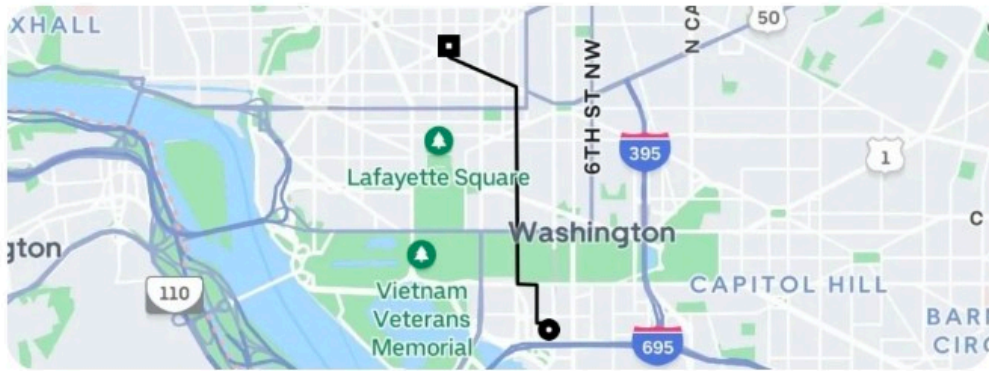 XHALL
50
N CA
6TH ST NW
395
1
Lafayette Square
Washington
C
gton
110
CAPITOL HILL
Vietnam
Veterans
Memorial
BARI
CIRC
695